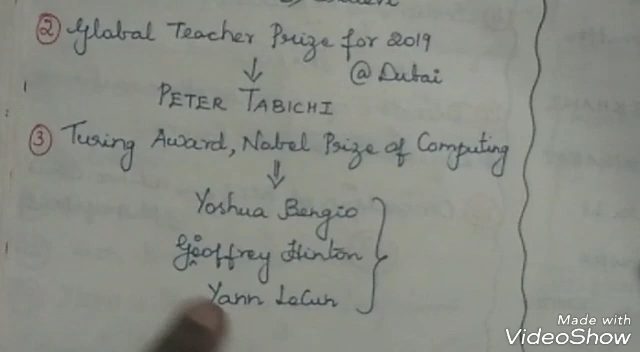 ② Global Teacher Prize for 2019
↓ @ Dubai
PETER TABICHI
③ Turing Award, Nobel Prize of Computing
⇓
Yoshua Bengio
Geoffrey Hinton
Yann LeCun
Made with
VideoShow